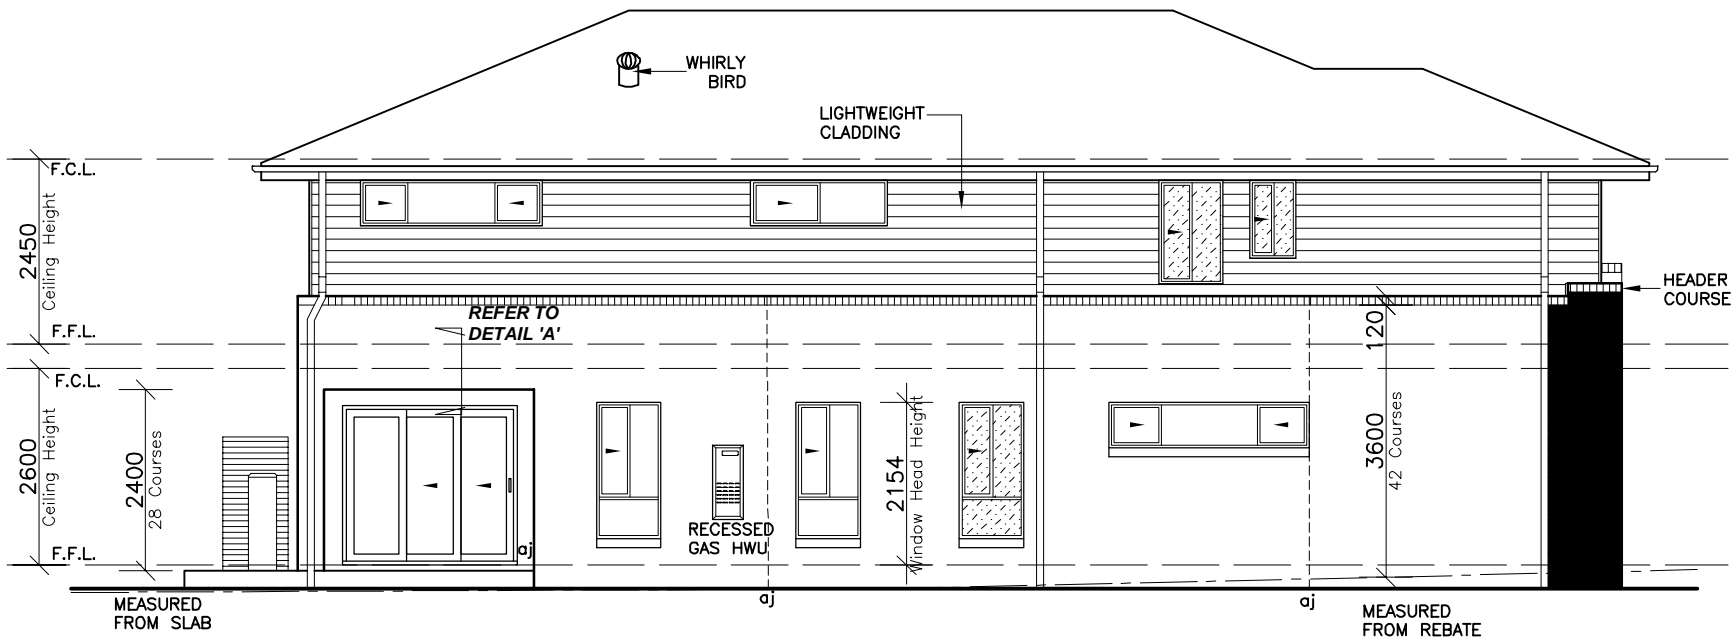 WHIRLY
BIRD
LIGHTWEIGHT
CLADDING
F.C.L.
2450
Ceiling Height
F.F.L.
HEADER
COURSE
REFER TO
DETAIL 'A'
120
F.C.L.
2600
Ceiling Height
2400
28 Courses
F.F.L.
aj
RECESSED
GAS HWU
2154
Window Head Height
3600
42 Courses
MEASURED
FROM SLAB
aj
aj
MEASURED
FROM REBATE